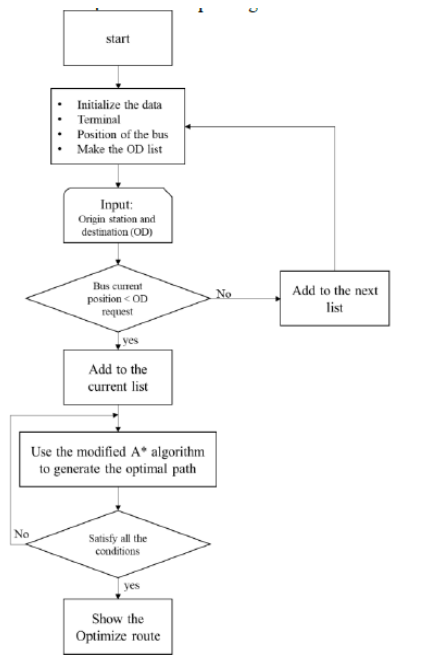 start
• Initialize the data
• Terminal
• Position of the bus
• Make the OD list
Input:
Origin station and
destination (OD)
Bus current
position < OD
request
No
Add to the next
list
yes
Add to the
current list
Use the modified A* algorithm
to generate the optimal path
No
Satisfy all the
conditions
yes
Show the
Optimize route